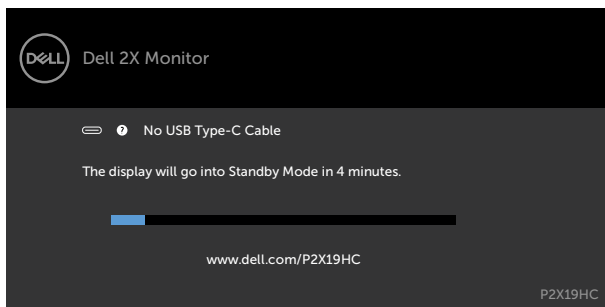 DELL
Dell 2X Monitor
? No USB Type-C Cable
The display will go into Standby Mode in 4 minutes.
www.dell.com/P2X19HC
P2X19HC